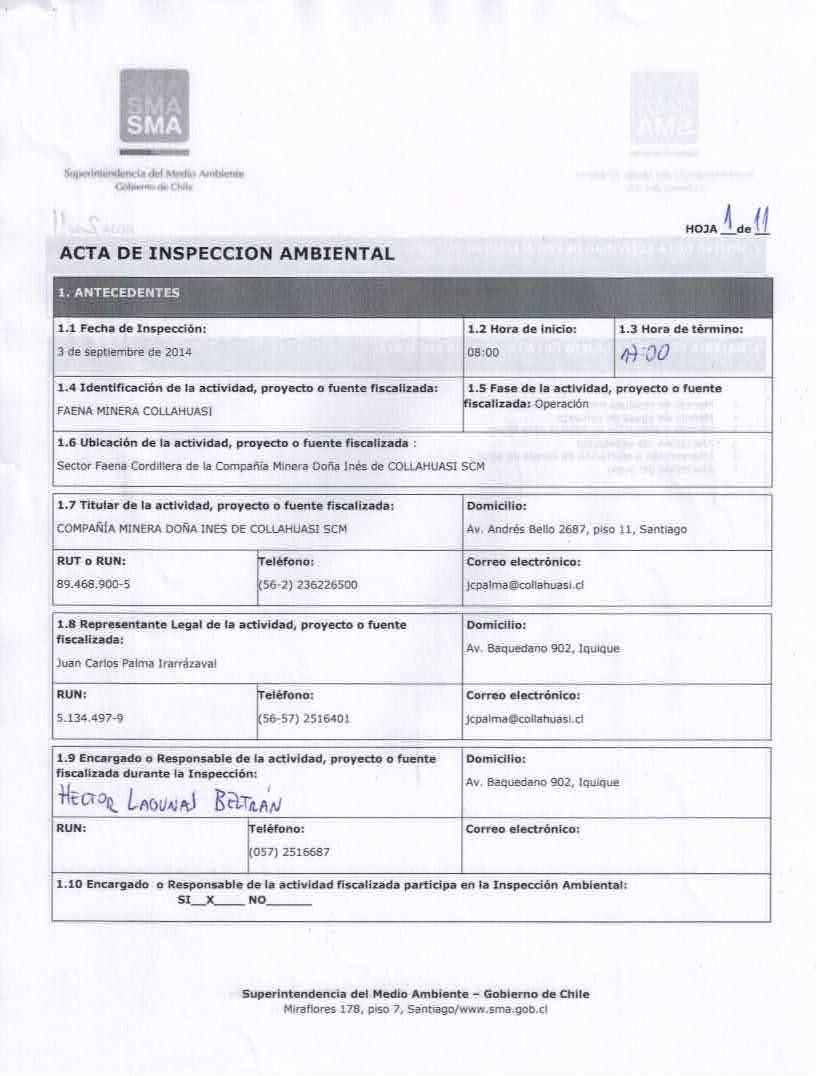 SMA
SMA
Superintendencia del Medio Ambiente
Gobierno de Chile
HOJA 1 de 11
ACTA DE INSPECCION AMBIENTAL
1. ANTECEDENTES
1.1 Fecha de Inspección:
3 de septiembre de 2014
1.2 Hora de inicio:
08:00
1.3 Hora de término:
17:00
1.4 Identificación de la actividad, proyecto o fuente fiscalizada:
FAENA MINERA COLLAHUASI
1.5 Fase de la actividad, proyecto o fuente
fiscalizada: Operación
1.6 Ubicación de la actividad, proyecto o fuente fiscalizada :
Sector Faena Cordillera de la Compañía Minera Doña Inés de COLLAHUASI SCM
1.7 Titular de la actividad, proyecto o fuente fiscalizada:
COMPAÑÍA MINERA DOÑA INES DE COLLAHUASI SCM
Domicilio:
Av. Andrés Bello 2687, piso 11, Santiago
RUT o RUN:
89.468.900-5
Teléfono:
(56-2) 236226500
Correo electrónico:
jcpalma@collahuasi.cl
1.8 Representante Legal de la actividad, proyecto o fuente
fiscalizada:
Juan Carlos Palma Irarrázaval
Domicilio:
Av. Baquedano 902, Iquique
RUN:
5.134.497-9
Teléfono:
(56-57) 2516401
Correo electrónico:
jcpalma@collahuasi.cl
1.9 Encargado o Responsable de la actividad, proyecto o fuente
fiscalizada durante la Inspección:
HECTOR LAGUNAS BELTRÁN
Domicilio:
Av. Baquedano 902, Iquique
RUN:
Teléfono:
(057) 2516687
Correo electrónico:
1.10 Encargado o Responsable de la actividad fiscalizada participa en la Inspección Ambiental:
SI__X____ NO______
Superintendencia del Medio Ambiente – Gobierno de Chile
Miraflores 178, piso 7, Santiago/www.sma.gob.cl